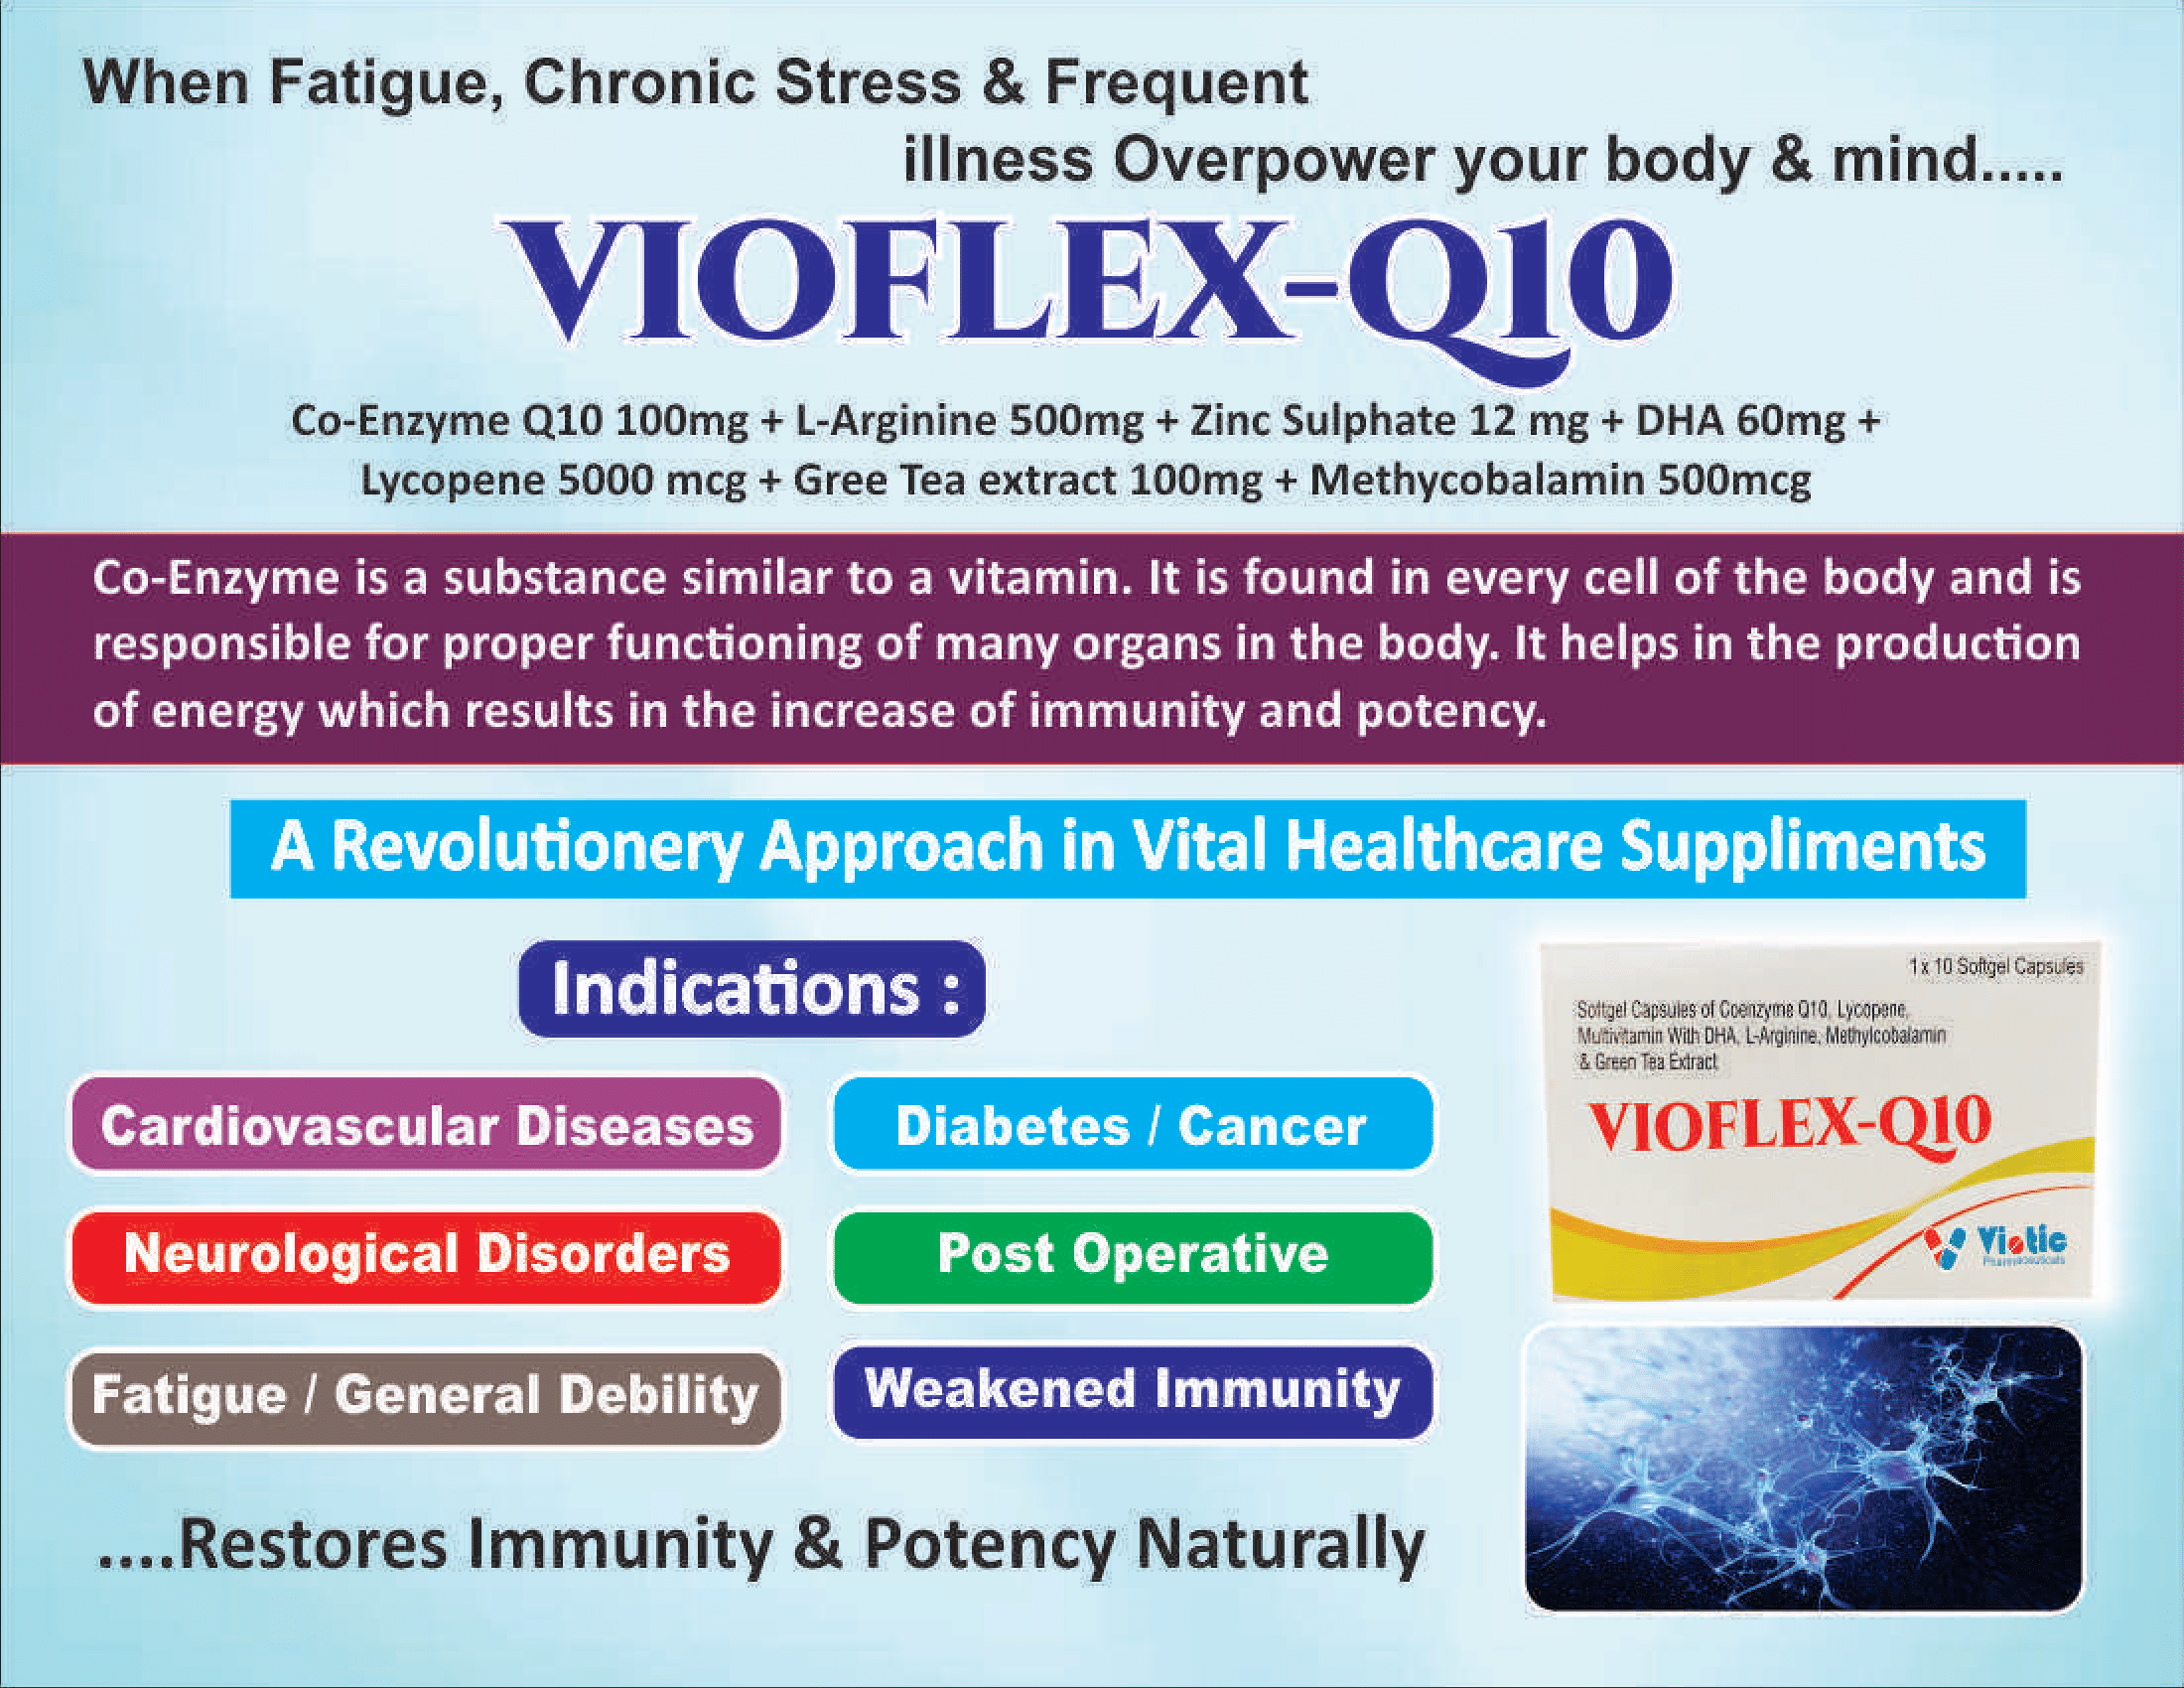 When Fatigue, Chronic Stress & Frequent
illness Overpower your body & mind.....
VIOFLEX-Q10
Co-Enzyme Q10 100mg + L-Arginine 500mg + Zinc Sulphate 12 mg + DHA 60mg +
Lycopene 5000 mcg + Gree Tea extract 100mg + Methycobalamin 500mcg
Co-Enzyme is a substance similar to a vitamin. It is found in every cell of the body and is
responsible for proper functioning of many organs in the body. It helps in the production
of energy which results in the increase of immunity and potency.
A Revolutionery Approach in Vital Healthcare Suppliments
Indications :
Cardiovascular Diseases
Diabetes / Cancer
Neurological Disorders
Post Operative
Fatigue / General Debility
Weakened Immunity
....Restores Immunity & Potency Naturally
1 x 10 Softgel Capsules
Softgel Capsules of Coenzyme Q10, Lycopene,
Multivitamin With DHA, L-Arginine, Methylcobalamin
& Green Tea Extract
VIOFLEX-Q10
Viotic
Pharmaceuticals